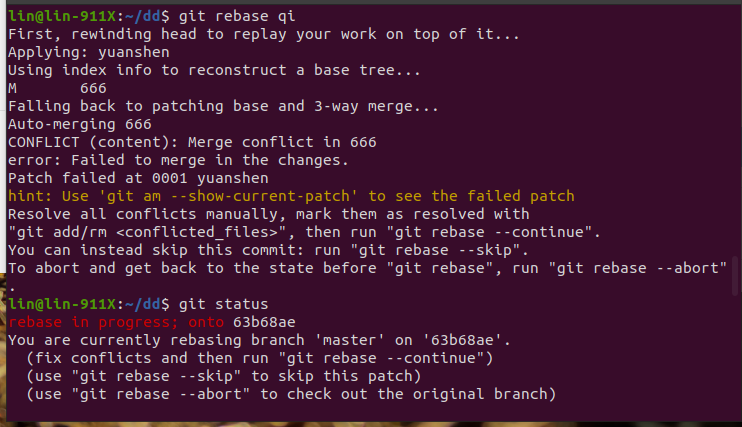 lin@lin-911X:~/dd$ git rebase qi
First, rewinding head to replay your work on top of it...
Applying: yuanshen
Using index info to reconstruct a base tree...
M       666
Falling back to patching base and 3-way merge...
Auto-merging 666
CONFLICT (content): Merge conflict in 666
error: Failed to merge in the changes.
Patch failed at 0001 yuanshen
hint: Use 'git am --show-current-patch' to see the failed patch
Resolve all conflicts manually, mark them as resolved with
"git add/rm <conflicted_files>", then run "git rebase --continue".
You can instead skip this commit: run "git rebase --skip".
To abort and get back to the state before "git rebase", run "git rebase --abort"
.
lin@lin-911X:~/dd$ git status
rebase in progress; onto 63b68ae
You are currently rebasing branch 'master' on '63b68ae'.
  (fix conflicts and then run "git rebase --continue")
  (use "git rebase --skip" to skip this patch)
  (use "git rebase --abort" to check out the original branch)